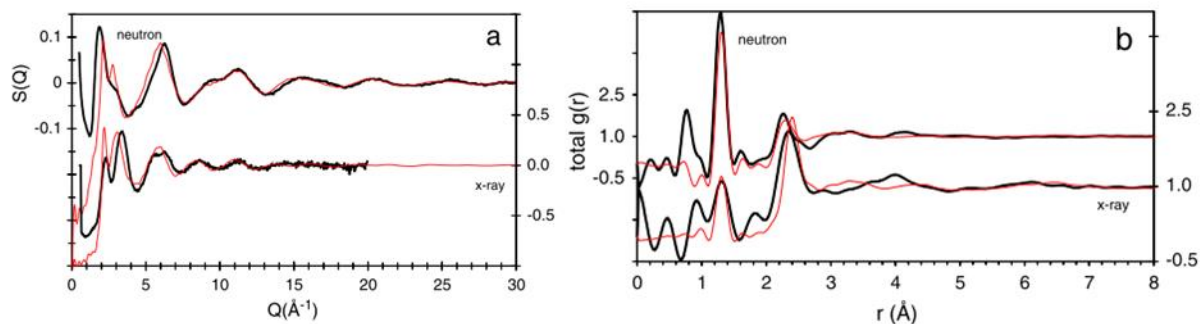 a
neutron
0.1
0
-0.1
S(Q)
0.5
0.0
-0.5
x-ray
0 5 10 15 20 25 30
Q(Å⁻¹)
b
neutron
2.5
1.0
-0.5
total g(r)
2.5
1.0
-0.5
x-ray
0 1 2 3 4 5 6 7 8
r (Å)